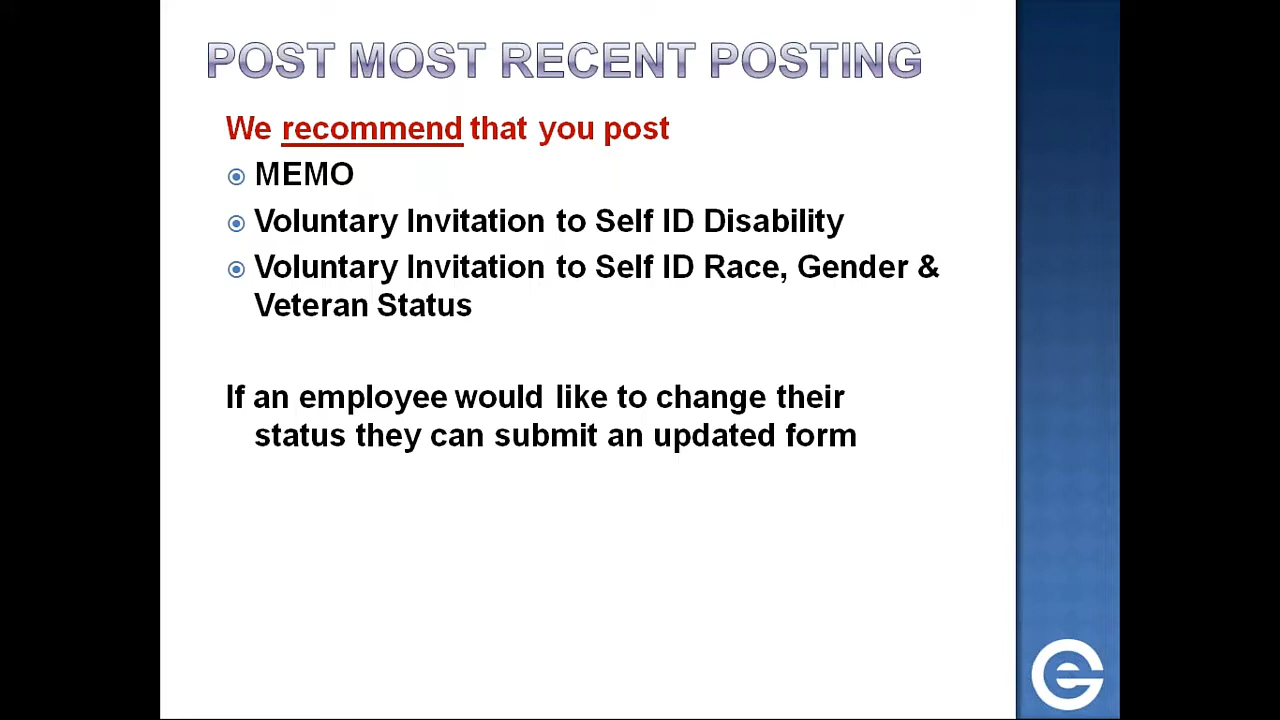 POST MOST RECENT POSTING
We recommend that you post
MEMO
Voluntary Invitation to Self ID Disability
Voluntary Invitation to Self ID Race, Gender &
Veteran Status
If an employee would like to change their
status they can submit an updated form